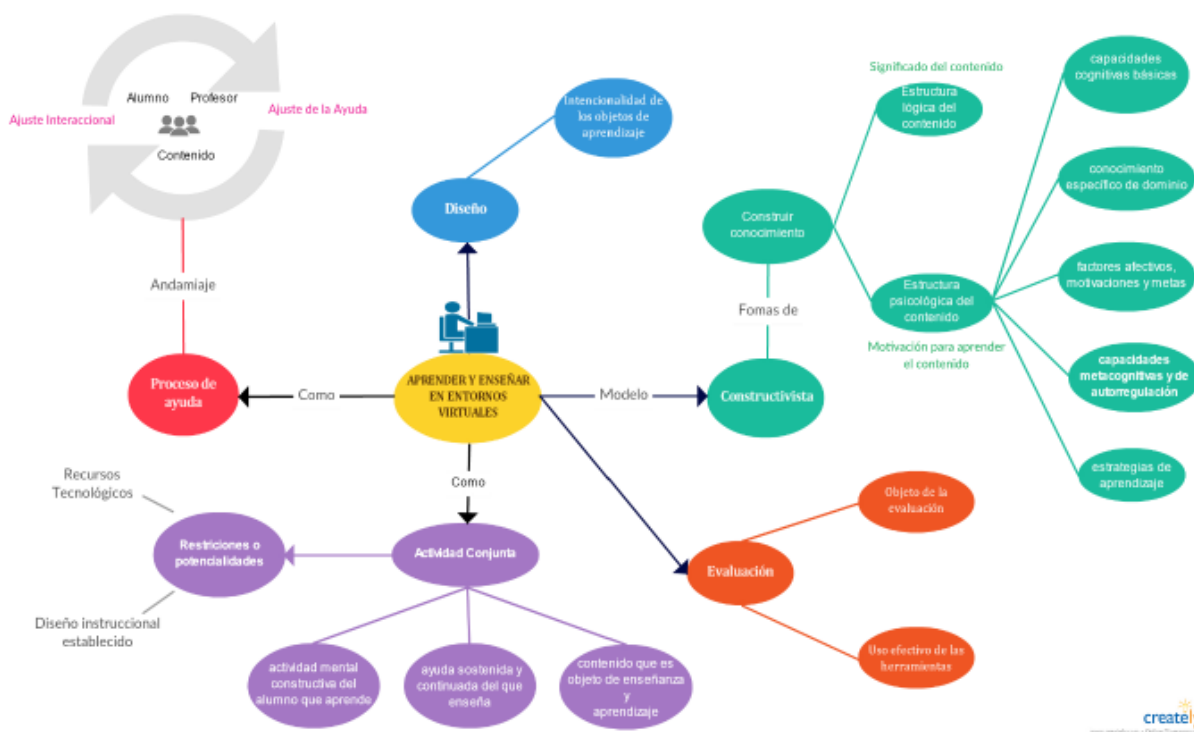 Alumno Profesor
Contenido
Ajuste Interaccional
Ajuste de la Ayuda
Andamiaje
Proceso de
ayuda
Como
Intencionalidad de
los objetos de
aprendizaje
Diseño
APRENDER Y ENSEÑAR
EN ENTORNOS
VIRTUALES
Modelo
Constructivista
Fomas de
Construir
conocimiento
Significado del contenido
Estructura
lógica del
contenido
Estructura
psicológica del
contenido
Motivación para aprender
el contenido
capacidades
cognitivas básicas
conocimiento
específico de dominio
factores afectivos,
motivaciones y metas
capacidades
metacognitivas y de
autorregulación
estrategias de
aprendizaje
Como
Actividad Conjunta
Restriciones o
potencialidades
Recursos
Tecnológicos
Diseño instruccional
establecido
actividad mental
constructiva del
alumno que aprende
ayuda sostenida y
continuada del que
enseña
contenido que es
objeto de enseñanza
y
aprendizaje
Evaluación
Objeto de la
evaluación
Uso efectivo de las
herramientas
createl